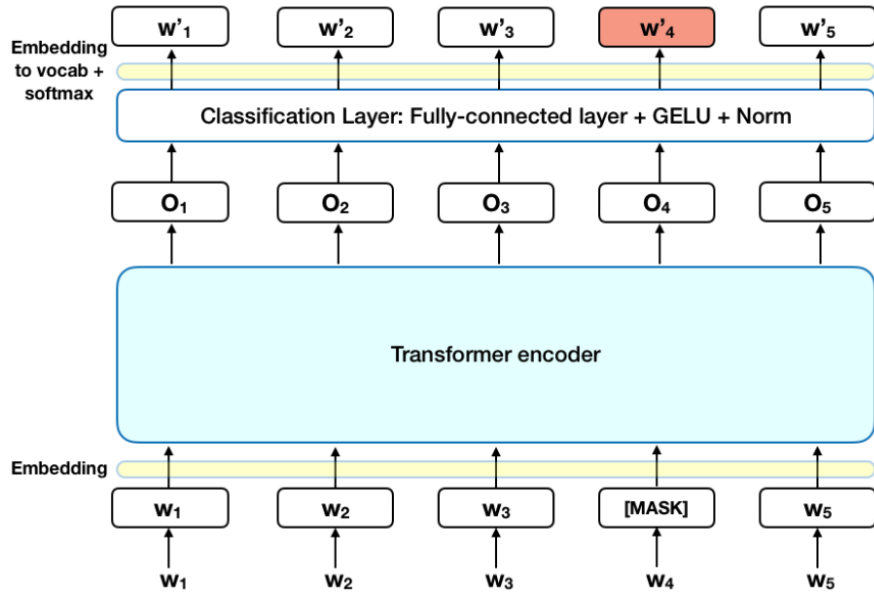 w'₁ w'₂ w'₃ w'₄ w'₅
Embedding
to vocab +
softmax
Classification Layer: Fully-connected layer + GELU + Norm
O₁ O₂ O₃ O₄ O₅
Transformer encoder
Embedding
w₁ w₂ w₃ [MASK] w₅
w₁ w₂ w₃ w₄ w₅